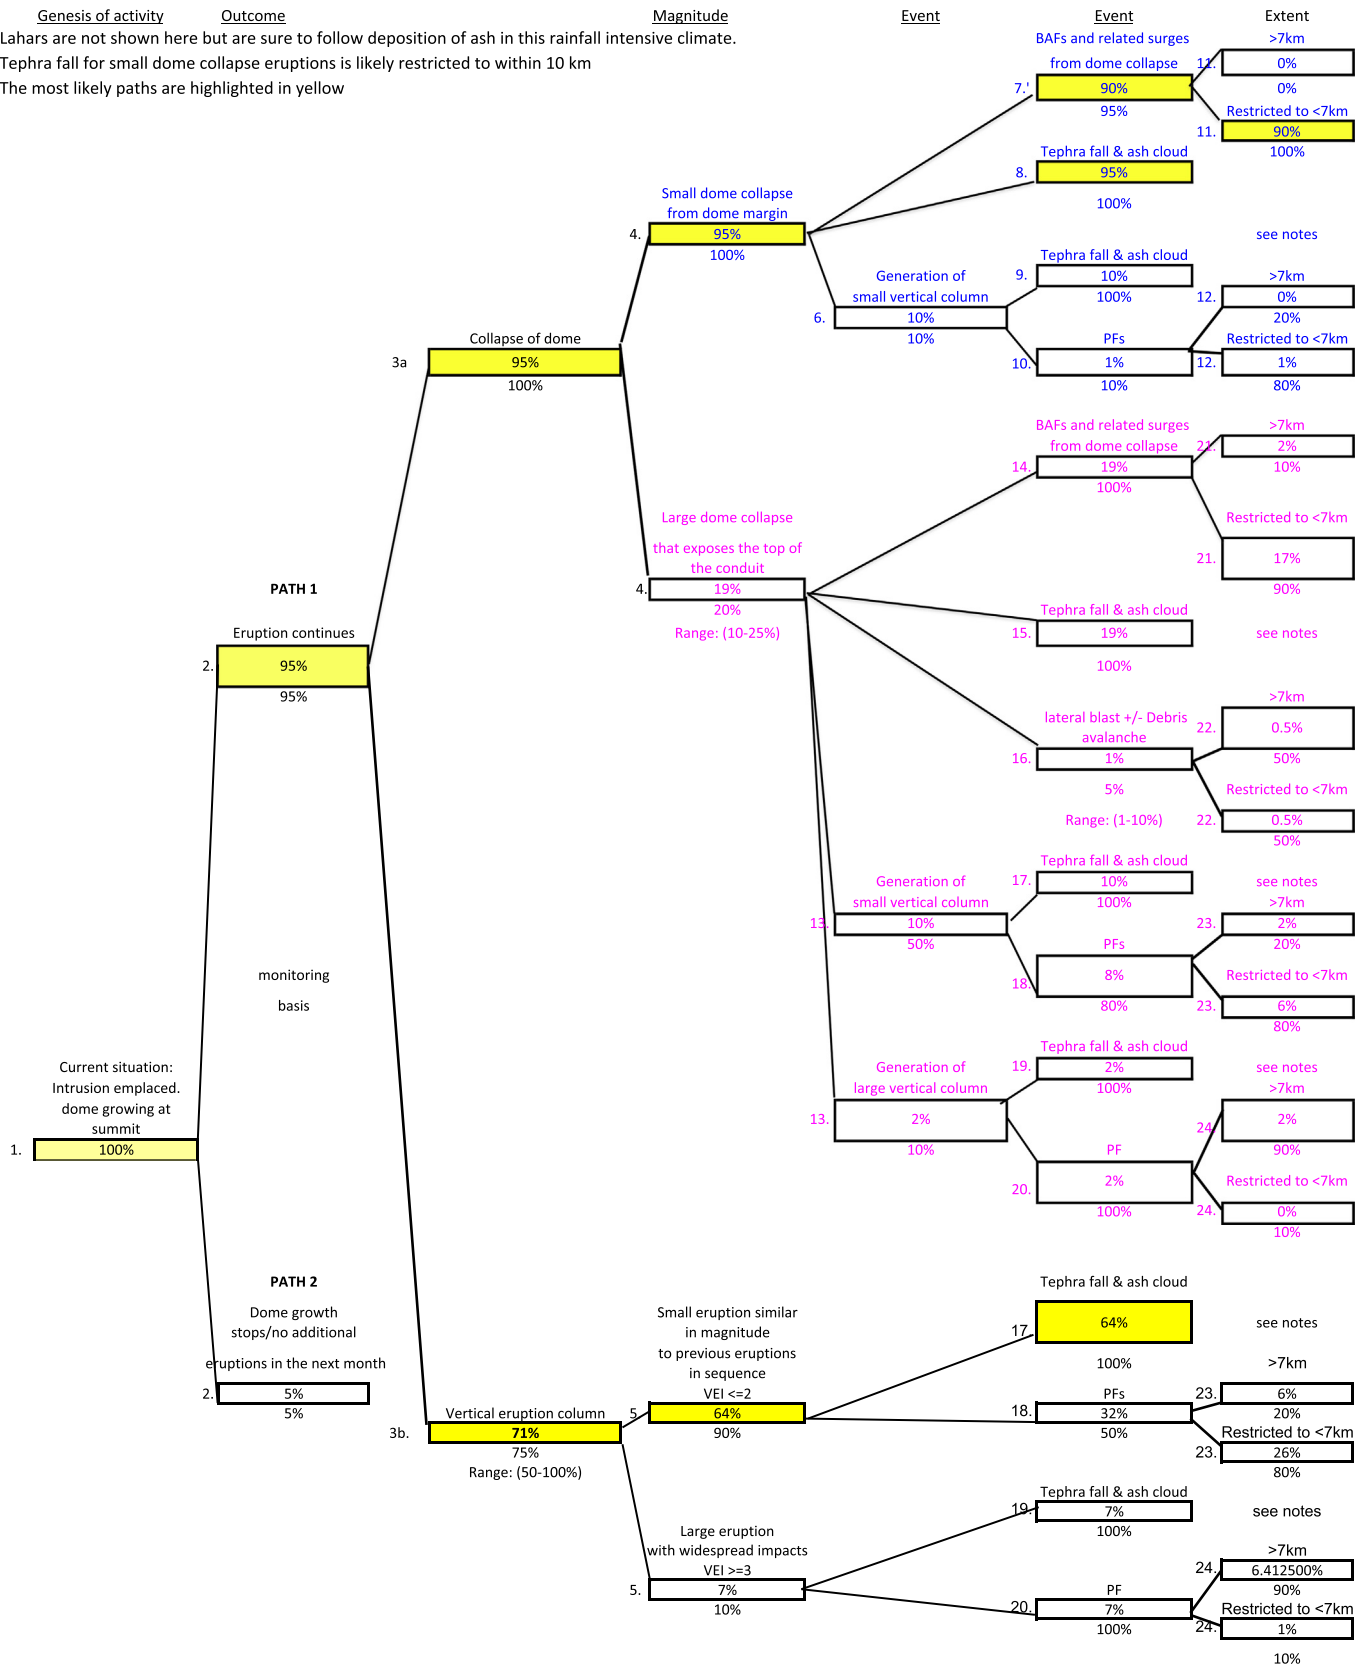 Genesis of activity
Outcome
Magnitude
Event
Event
Extent
Lahars are not shown here but are sure to follow deposition of ash in this rainfall intensive climate.
Tephra fall for small dome collapse eruptions is likely restricted to within 10 km
The most likely paths are highlighted in yellow
Current situation:
Intrusion emplaced.
dome growing at
summit
1.
100%
PATH 1
Eruption continues
2.
95%
95%
monitoring
basis
PATH 2
Dome growth
stops/no additional
eruptions in the next month
2.
5%
5%
Collapse of dome
3a
95%
100%
Vertical eruption column
3b.
71%
75%
Range: (50-100%)
Small dome collapse
from dome margin
4.
95%
100%
Large dome collapse
that exposes the top of
the conduit
4.
19%
20%
Range: (10-25%)
Small eruption similar
in magnitude
to previous eruptions
in sequence
VEI <=2
5
64%
90%
Large eruption
with widespread impacts
VEI >=3
5.
7%
10%
Generation of
small vertical column
6.
10%
10%
Generation of
small vertical column
13.
10%
50%
Generation of
large vertical column
13.
2%
10%
BAFs and related surges
from dome collapse
7.'
90%
95%
Tephra fall & ash cloud
8.
95%
100%
Tephra fall & ash cloud
9.
10%
100%
PFs
10.
1%
10%
BAFs and related surges
from dome collapse
14.
19%
100%
Tephra fall & ash cloud
15.
19%
100%
lateral blast +/- Debris
avalanche
16.
1%
5%
Range: (1-10%)
Tephra fall & ash cloud
17.
10%
100%
PFs
18.
8%
80%
Tephra fall & ash cloud
19.
2%
100%
PF
20.
2%
100%
Tephra fall & ash cloud
17
64%
100%
PFs
18.
32%
50%
Tephra fall & ash cloud
19.
7%
100%
PF
20.
7%
100%
>7km
11.
0%
0%
Restricted to <7km
11.
90%
100%
see notes
>7km
12.
0%
20%
Restricted to <7km
12.
1%
80%
>7km
21.
2%
10%
Restricted to <7km
21.
17%
90%
see notes
>7km
22.
0.5%
50%
Restricted to <7km
22.
0.5%
50%
see notes
>7km
23.
2%
20%
Restricted to <7km
23.
6%
80%
see notes
>7km
24.
2%
90%
Restricted to <7km
24.
0%
10%
see notes
>7km
23.
6%
20%
Restricted to <7km
23.
26%
80%
see notes
>7km
24.
6.412500%
90%
Restricted to <7km
24.
1%
10%